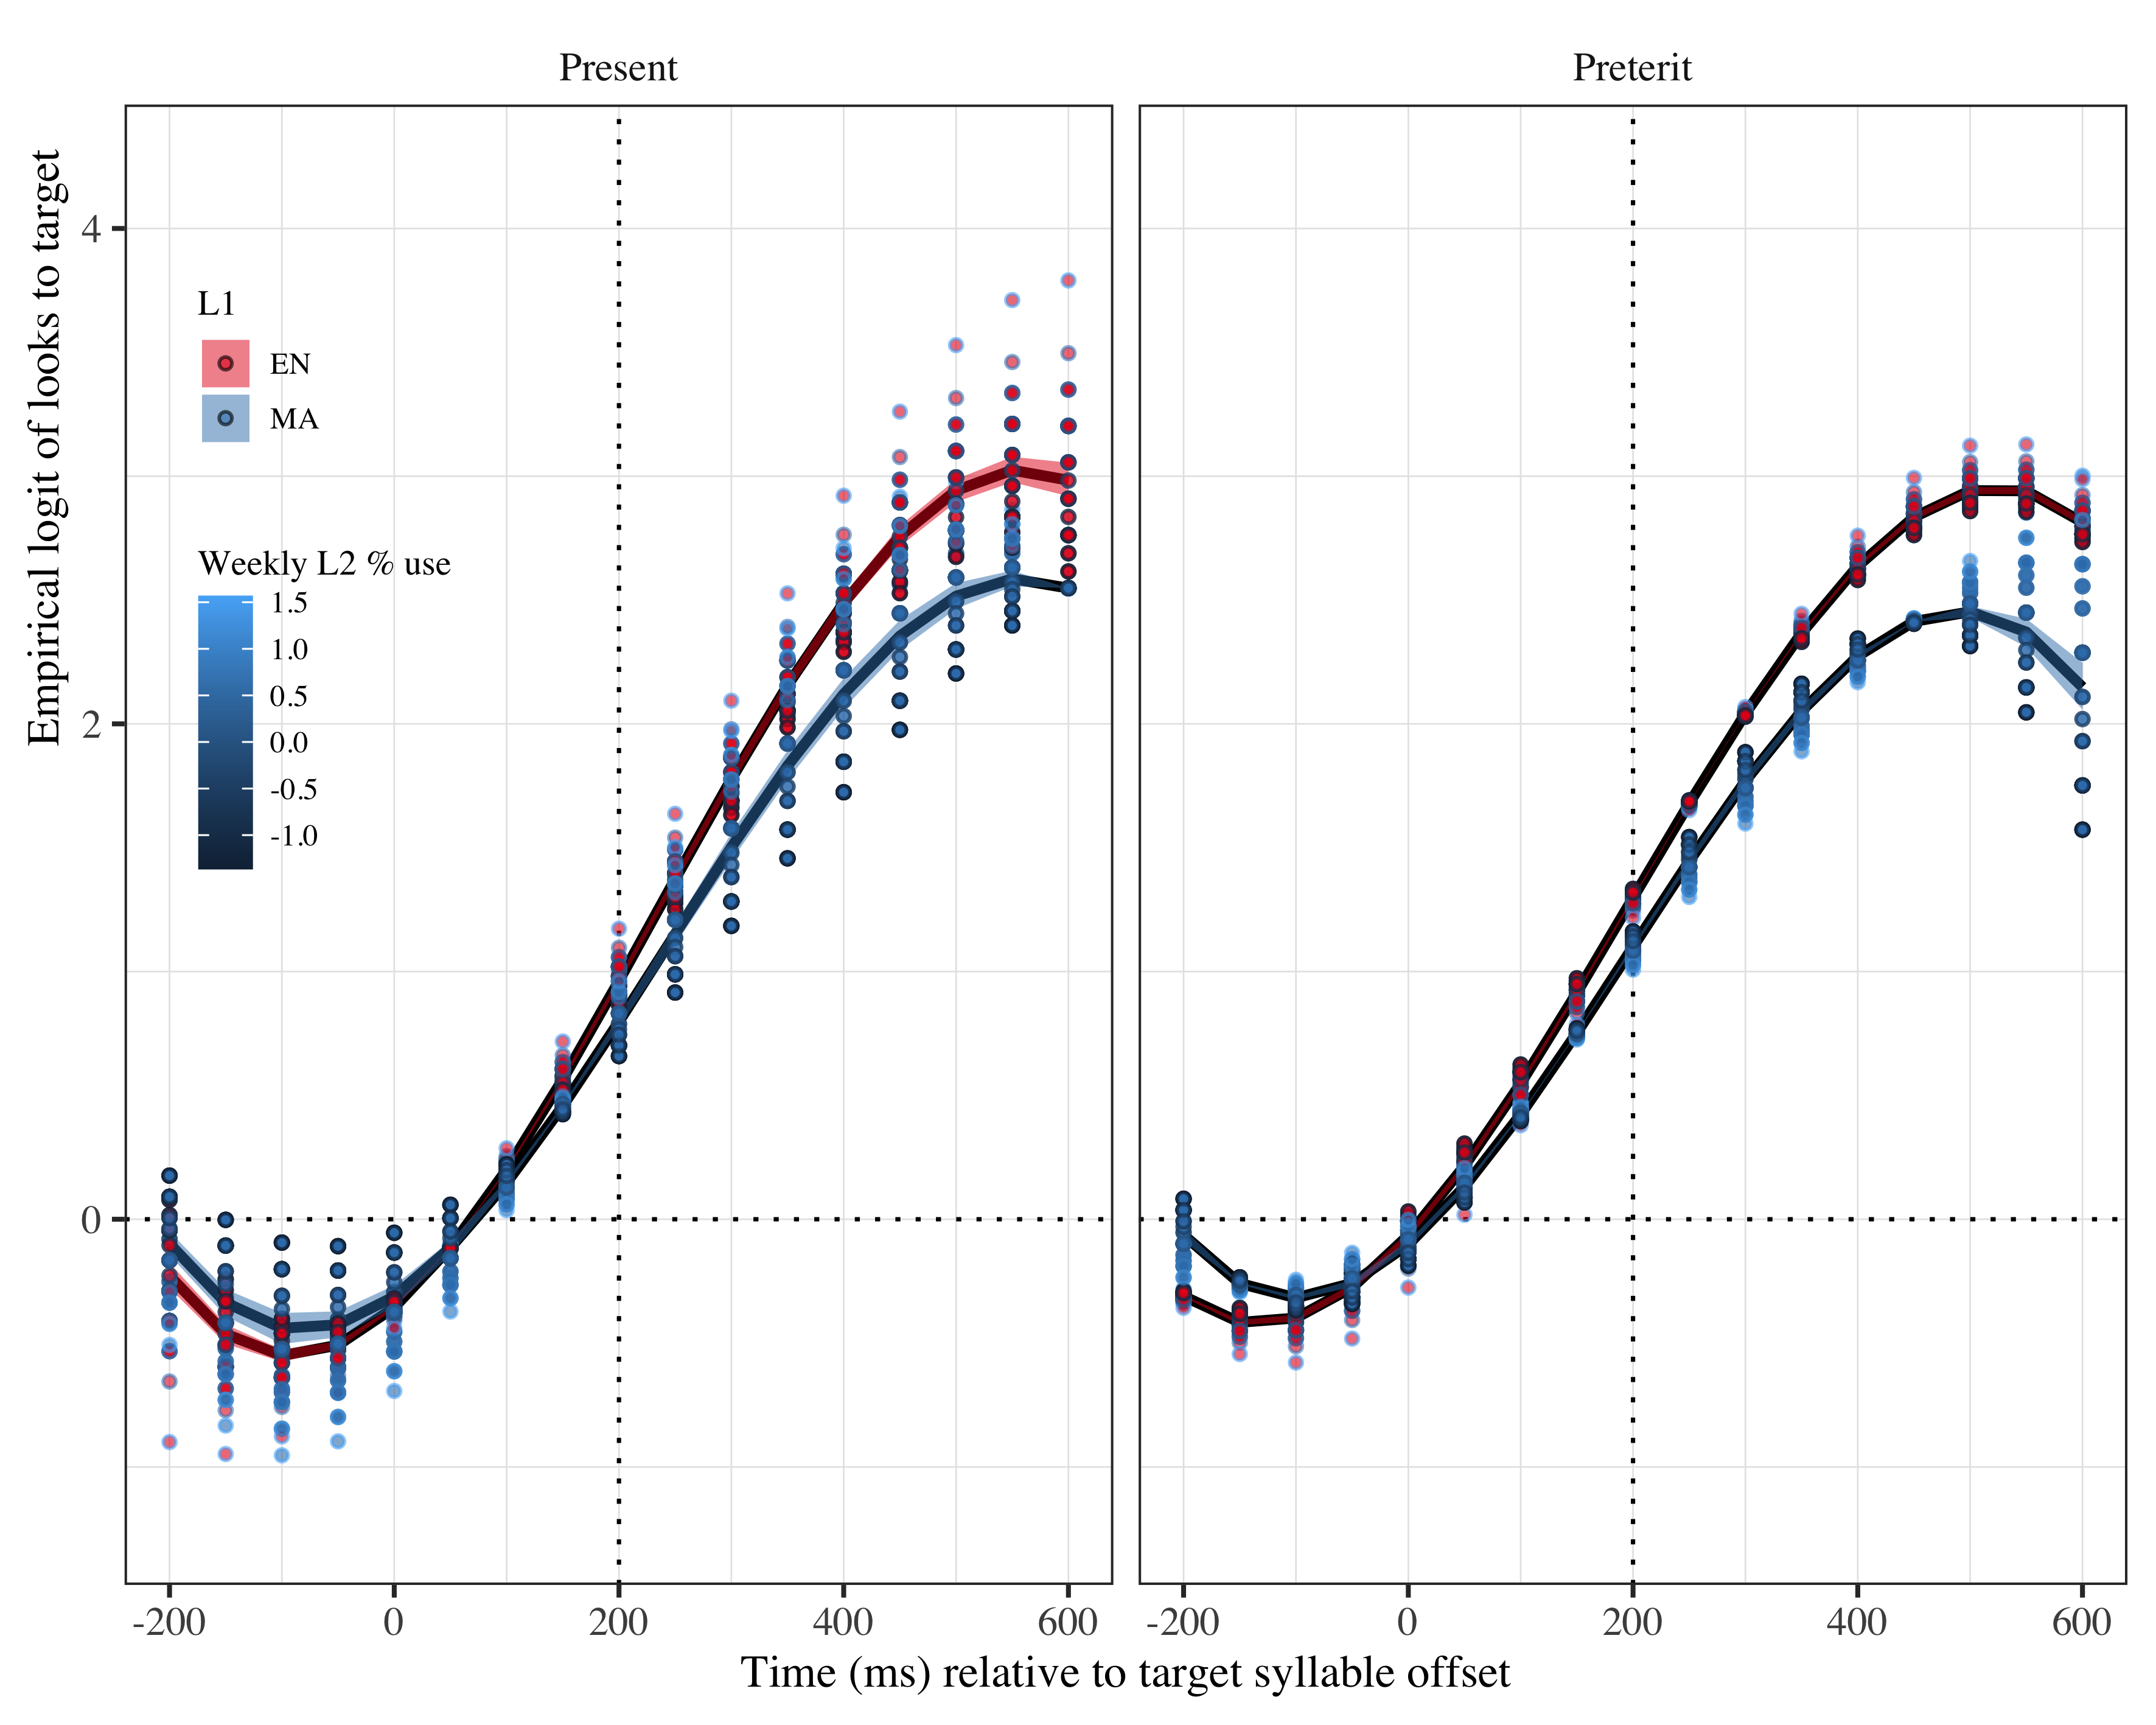 Present
Preterit
Empirical logit of looks to target
4
2
0
L1
EN
MA
Weekly L2 % use
1.5
1.0
0.5
0.0
-0.5
-1.0
-200 0 200 400 600
-200 0 200 400 600
Time (ms) relative to target syllable offset